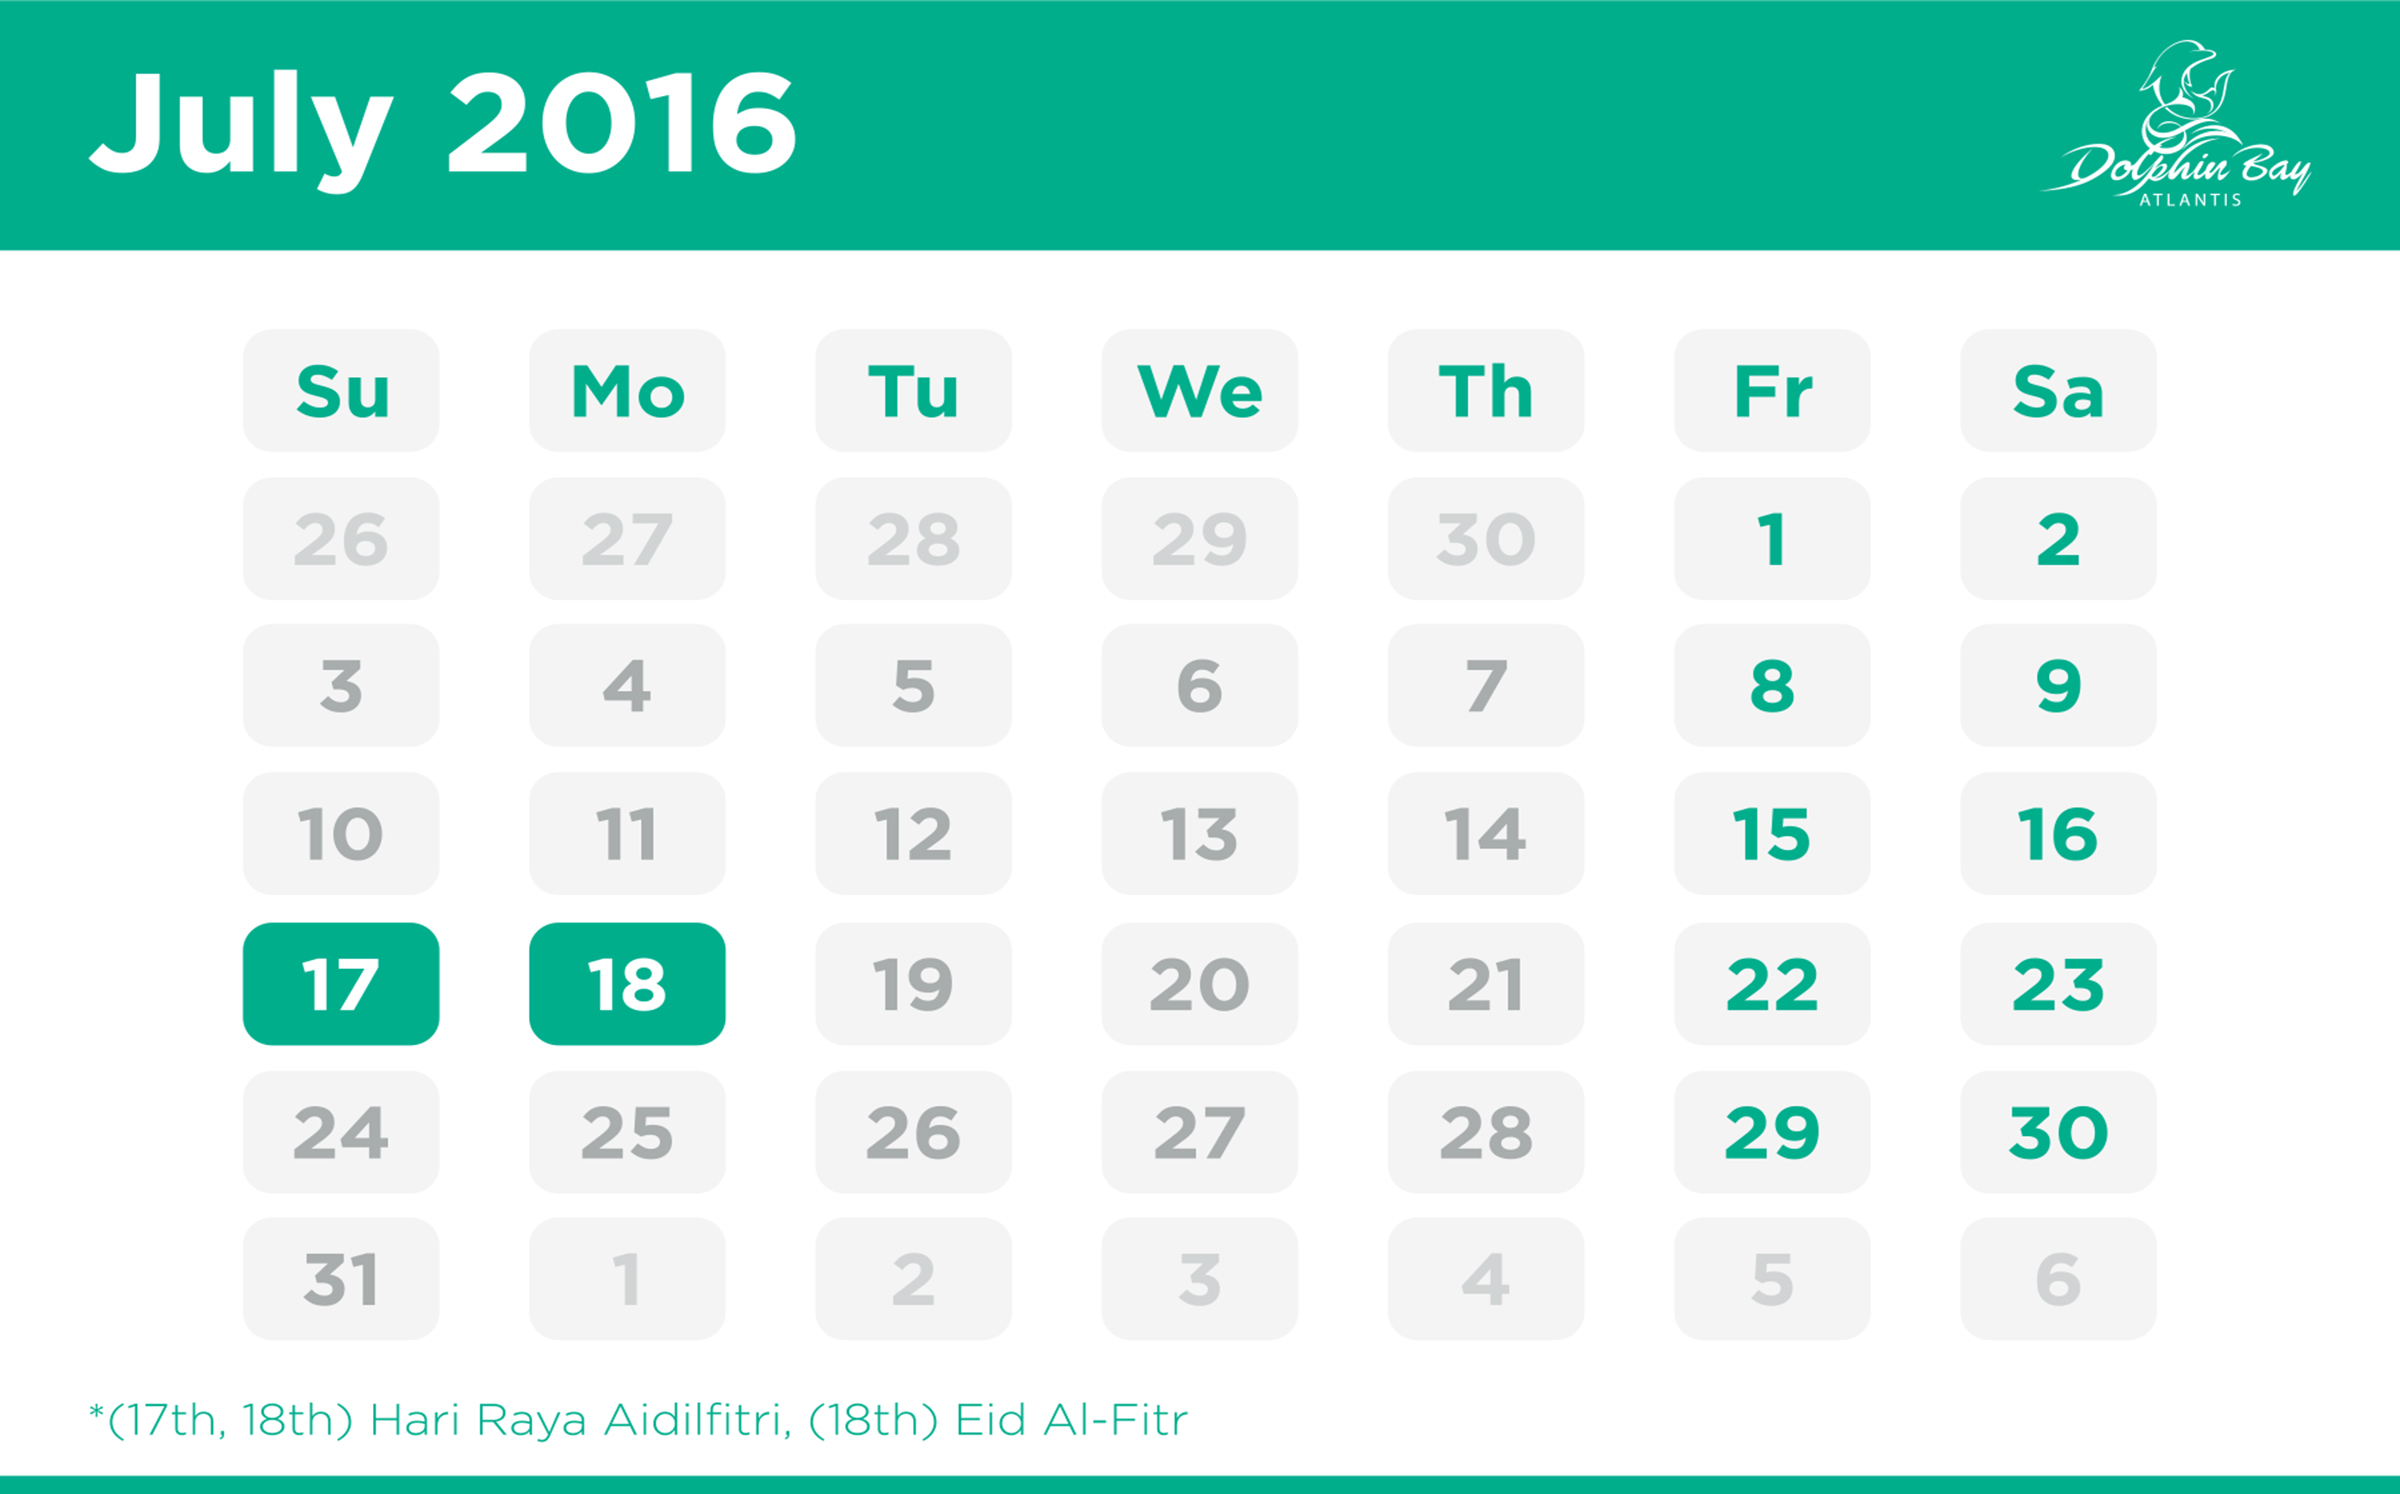 July 2016
Dolphin Bay
ATLANTIS
Su Mo Tu We Th Fr Sa
26 27 28 29 30 1 2
3 4 5 6 7 8 9
10 11 12 13 14 15 16
17 18 19 20 21 22 23
24 25 26 27 28 29 30
31 1 2 3 4 5 6
*(17th, 18th) Hari Raya Aidilfitri, (18th) Eid Al-Fitr